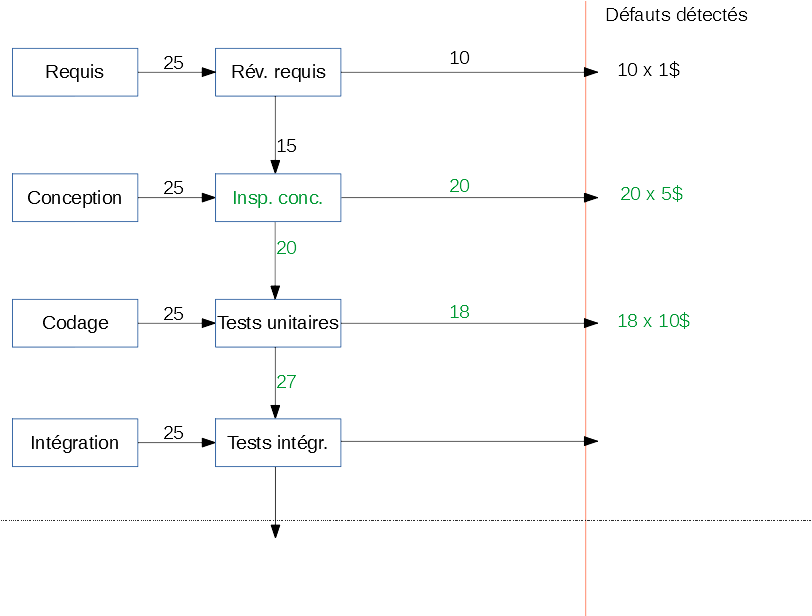 Défauts détectés
Requis 25 Rév. requis 10 10 x 1$
15
Conception 25 Insp. conc. 20 20 x 5$
20
Codage 25 Tests unitaires 18 18 x 10$
27
Intégration 25 Tests intégr.